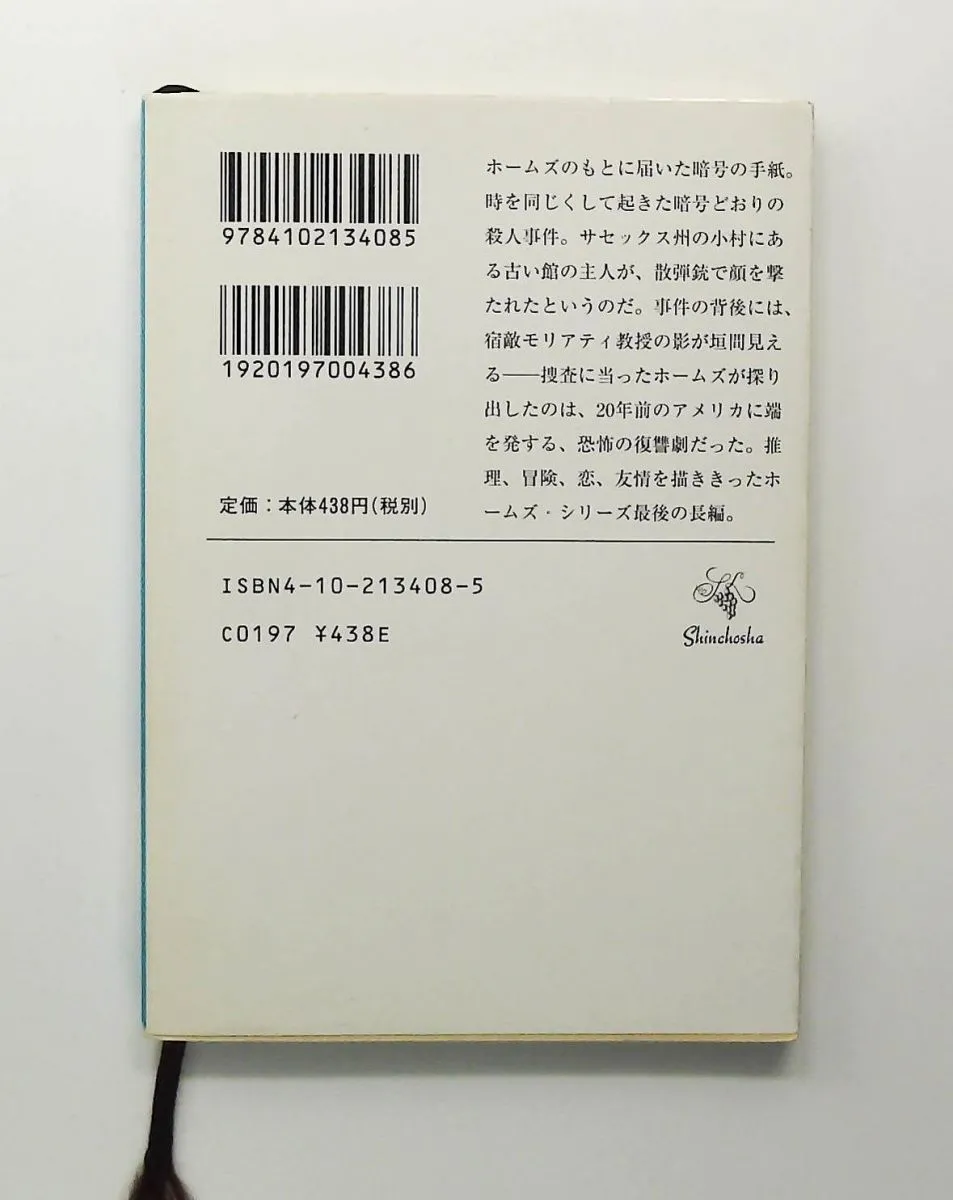 9784102134085
1920197004386
定価：本体438円(税別)
ホームズのもとに届いた暗号の手紙。
時を同じくして起きた暗号どおりの
殺人事件。サセックス州の小村にあ
る古い館の主人が、散弾銃で顔を撃
たれたというのだ。事件の背後には、
宿敵モリアティ教授の影が垣間見え
る――捜査に当ったホームズが探り
出したのは、20年前のアメリカに端
を発する、恐怖の復讐劇だった。推
理、冒険、恋、友情を描ききったホ
ームズ・シリーズ最後の長編。
ISBN4-10-213408-5
C0197 ¥438E
Shinchosha